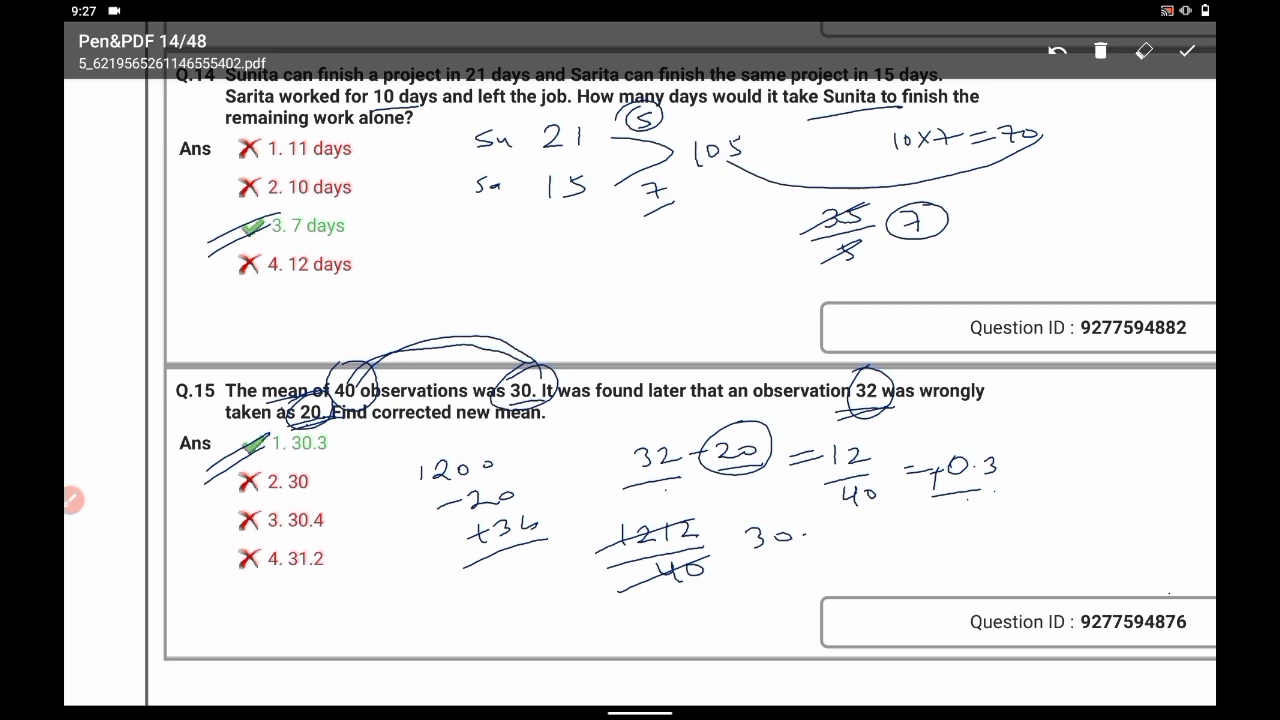 9:27
Pen&PDF 14/48
5_6219565261146555402.pdf
Q.14 Sunita can finish a project in 21 days and Sarita can finish the same project in 15 days.
Sarita worked for 10 days and left the job. How many days would it take Sunita to finish the
remaining work alone?
Ans
1. 11 days
2. 10 days
3. 7 days
4. 12 days
Su 21 5
105
Sa 15 7
10x7=70
35
5
7
Question ID : 9277594882
Q.15 The mean of 40 observations was 30. It was found later that an observation 32 was wrongly
taken as 20. Find corrected new mean.
Ans
1. 30.3
2. 30
3. 30.4
4. 31.2
1200
-20
32-20 = 12
40
= +0.3
1212
40
30.
Question ID : 9277594876